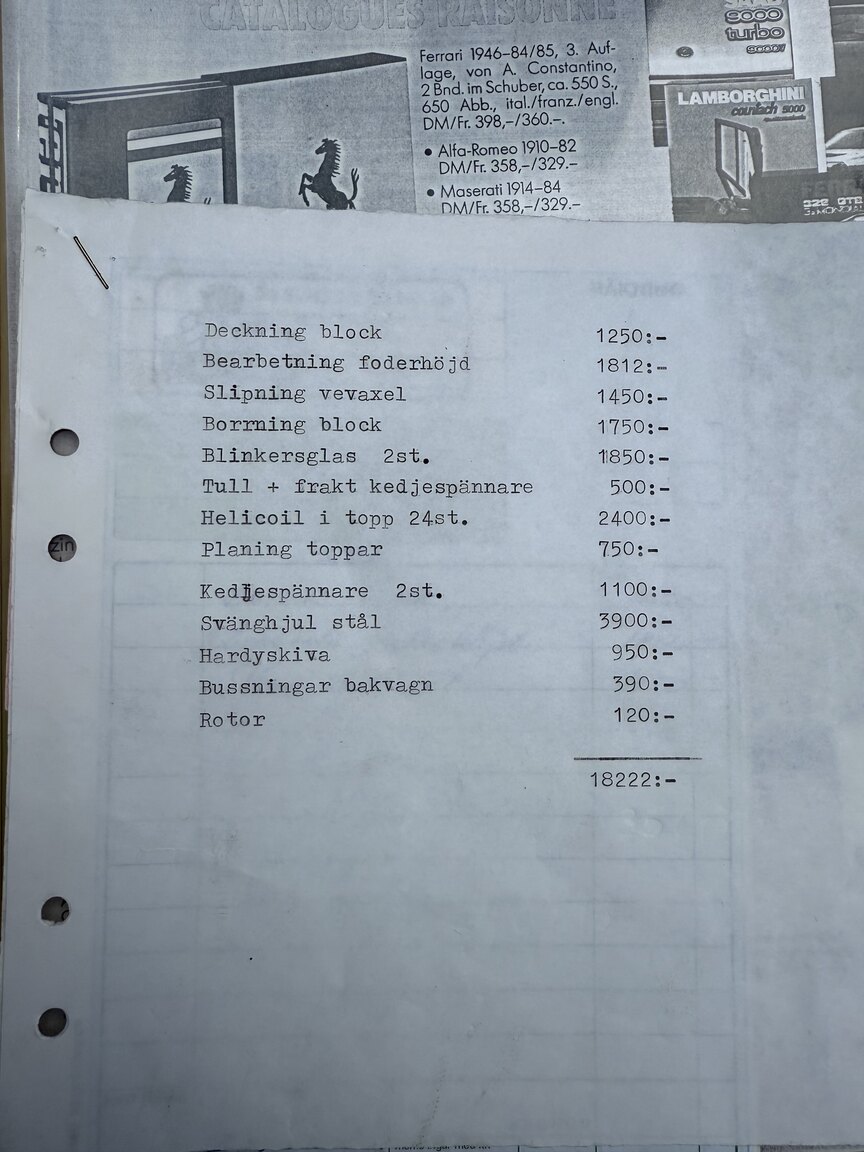 CATALOGUES RAISONNÉ
Ferrari 1946–84/85, 3. Auf-
lage, von A. Constantino,
2 Bnd. im Schuber, ca. 550 S.,
650 Abb., ital./franz./engl.
DM/Fr. 398,–/360.–.
• Alfa-Romeo 1910–82
DM/Fr. 358,–/329.–
• Maserati 1914–84
DM/Fr. 358,–/329.–
9000
turbo
LAMBORGHINI
countach 5000
Deckning block 1250:-
Bearbetning foderhöjd 1812:-
Slipning vevaxel 1450:-
Borrning block 1750:-
Blinkersglas 2st. 1850:-
Tull + frakt kedjespännare 500:-
Helicoil i topp 24st. 2400:-
Planing toppar 750:-
Kedjespännare 2st. 1100:-
Svänghjul stål 3900:-
Hardyskiva 950:-
Bussningar bakvagn 390:-
Rotor 120:-
18222:-
zin